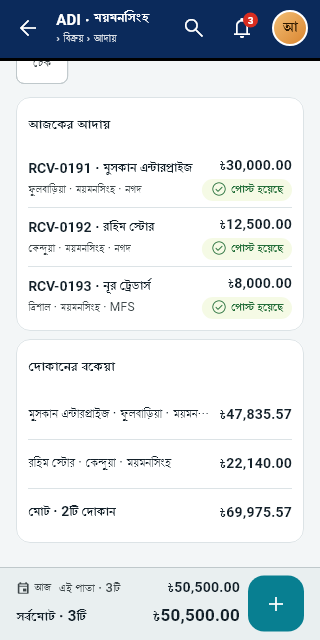 ADI · ময়মনসিংহ
› বিক্রয় › আদায়
3
আ
চেক
আজকের আদায়
RCV-0191 · মুসকান এন্টারপ্রাইজ ৳30,000.00
ফুলবাড়িয়া · ময়মনসিংহ · নগদ পোস্ট হয়েছে
RCV-0192 · রহিম স্টোর ৳12,500.00
কেন্দুয়া · ময়মনসিংহ · নগদ পোস্ট হয়েছে
RCV-0193 · নূর ট্রেডার্স ৳8,000.00
ত্রিশাল · ময়মনসিংহ · MFS পোস্ট হয়েছে
দোকানের বকেয়া
মুসকান এন্টারপ্রাইজ · ফুলবাড়িয়া · ময়মন··· ৳47,835.57
রহিম স্টোর · কেন্দুয়া · ময়মনসিংহ ৳22,140.00
মোট · 2টি দোকান ৳69,975.57
আজ এই পাতা · 3টি ৳50,500.00
সর্বমোট · 3টি ৳50,500.00